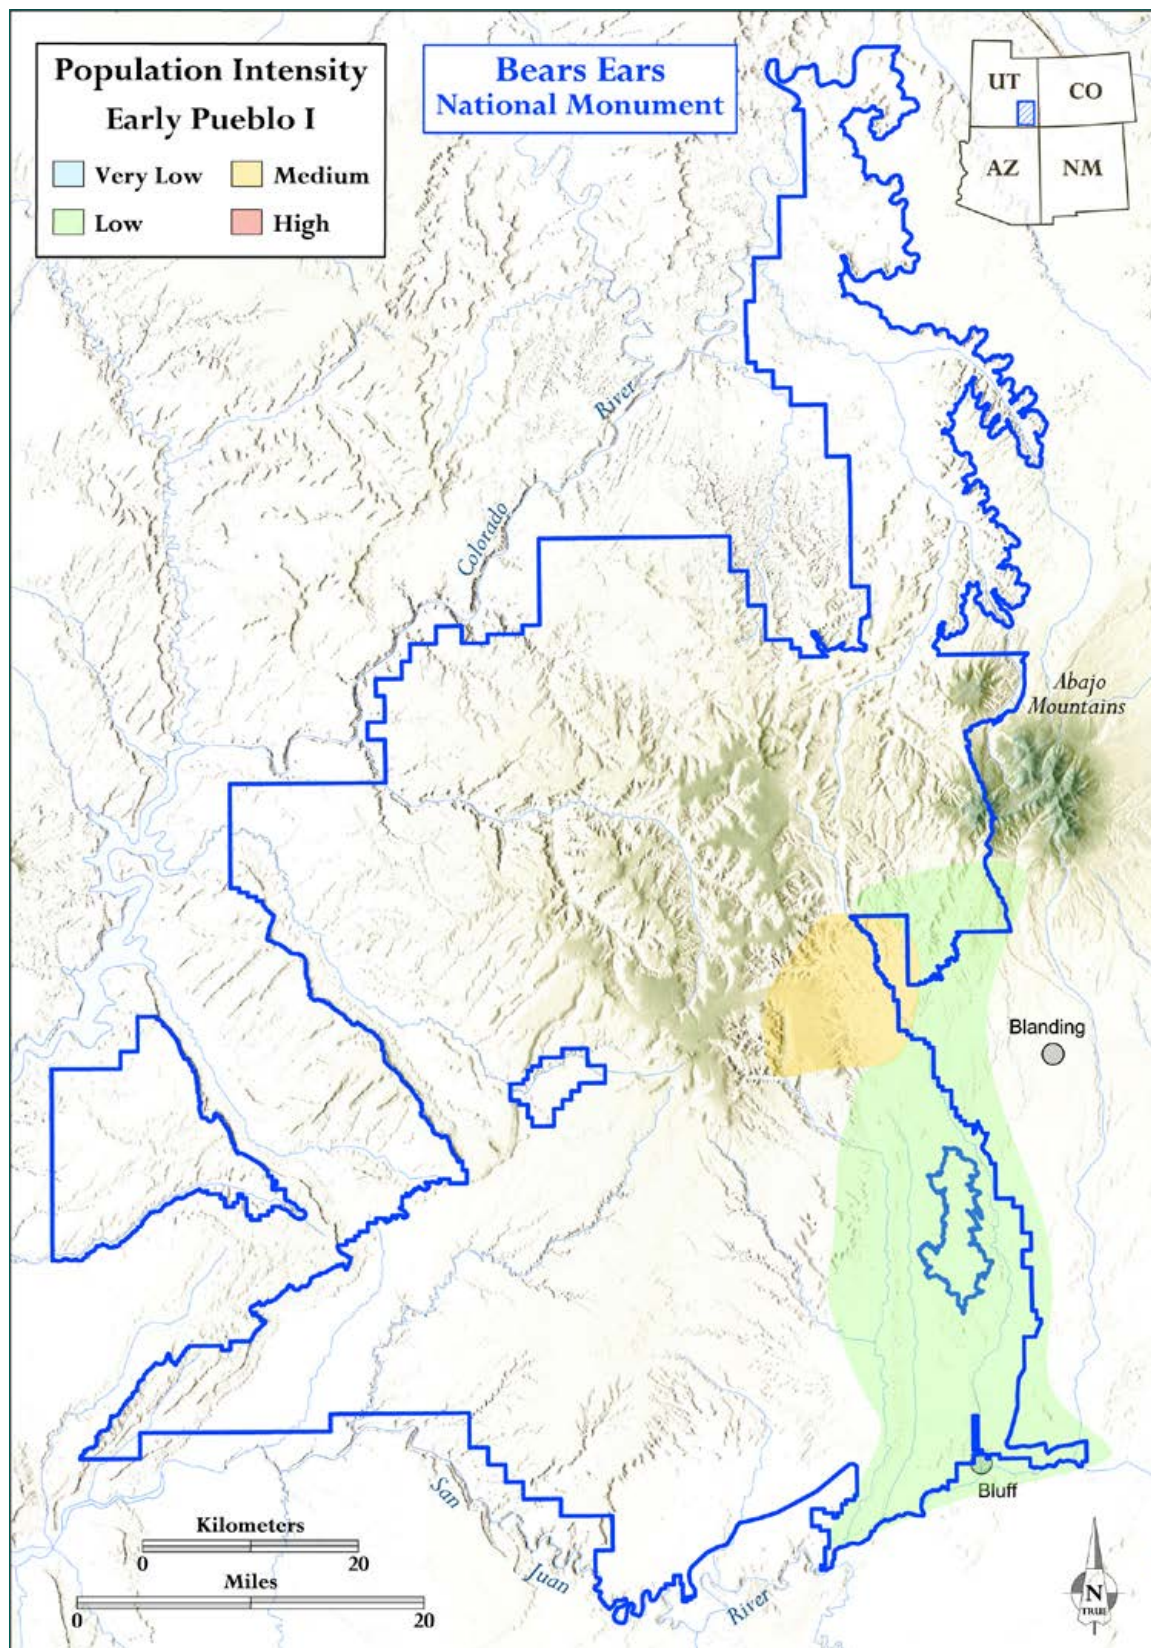 Population Intensity
Early Pueblo I
Very Low
Medium
Low
High
Bears Ears
National Monument
UT
CO
AZ
NM
River
Colorado
Abajo
Mountains
Blanding
Bluff
San
Juan
River
Kilometers
0
20
Miles
0
20
N
TRUE